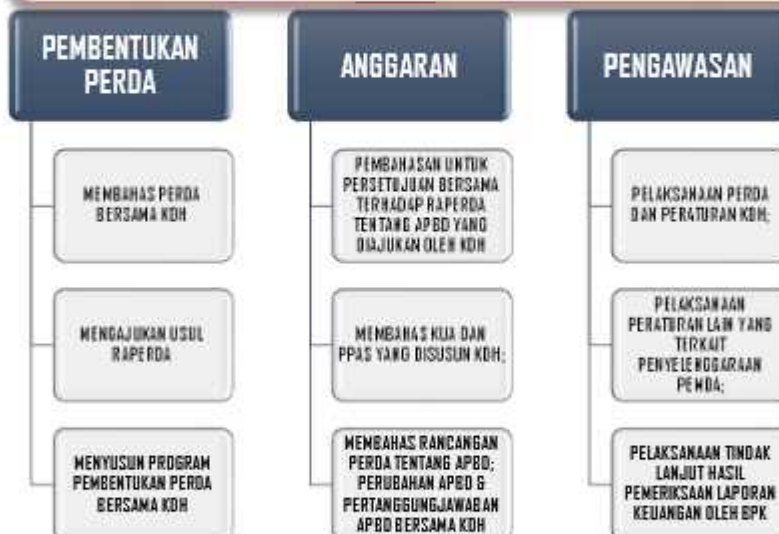 PEMBENTUKAN
PERDA
MEMBAHAS PERDA
BERSAMA KDH
MENGAJUKAN USUL
RAPERDA
MENYUSUN PROGRAM
PEMBENTUKAN PERDA
BERSAMA KDH
ANGGARAN
PEMBAHASAN UNTUK
PERSETUJUAN BERSAMA
TERHADAP RAPERDA
TENTANG APBD YANG
DIAJUKAN OLEH KDH
MEMBAHAS KUA DAN
PPAS YANG DISUSUN KDH;
MEMBAHAS RANCANGAN
PERDA TENTANG APBD;
PERUBAHAN APBD &
PERTANGGUNGJAWABAN
APBD BERSAMA KDH
PENGAWASAN
PELAKSANAAN PERDA
DAN PERATURAN KDH;
PELAKSANAAN
PERATURAN LAIN YANG
TERKAIT
PENYELENGGARAAN
PEMDA;
PELAKSANAAN TINDAK
LANJUT HASIL
PEMERIKSAAN LAPORAN
KEUANGAN OLEH BPK